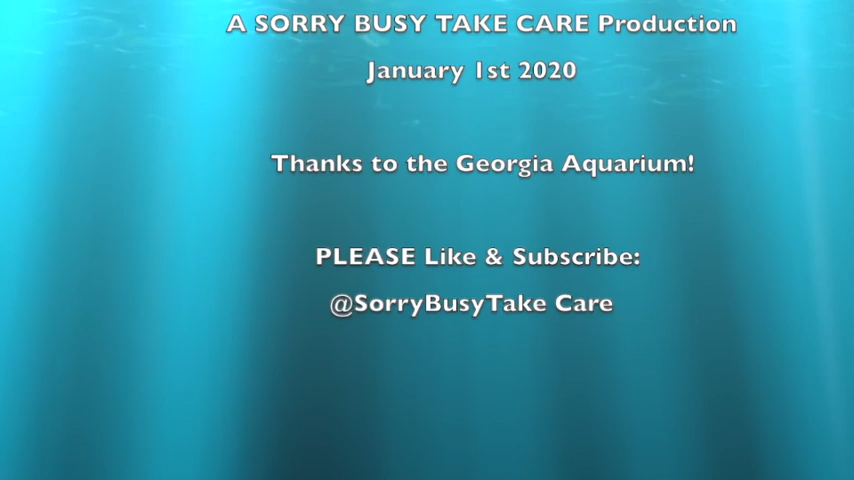 A SORRY BUSY TAKE CARE Production
January 1st 2020
Thanks to the Georgia Aquarium!
PLEASE Like & Subscribe:
@SorryBusyTake Care